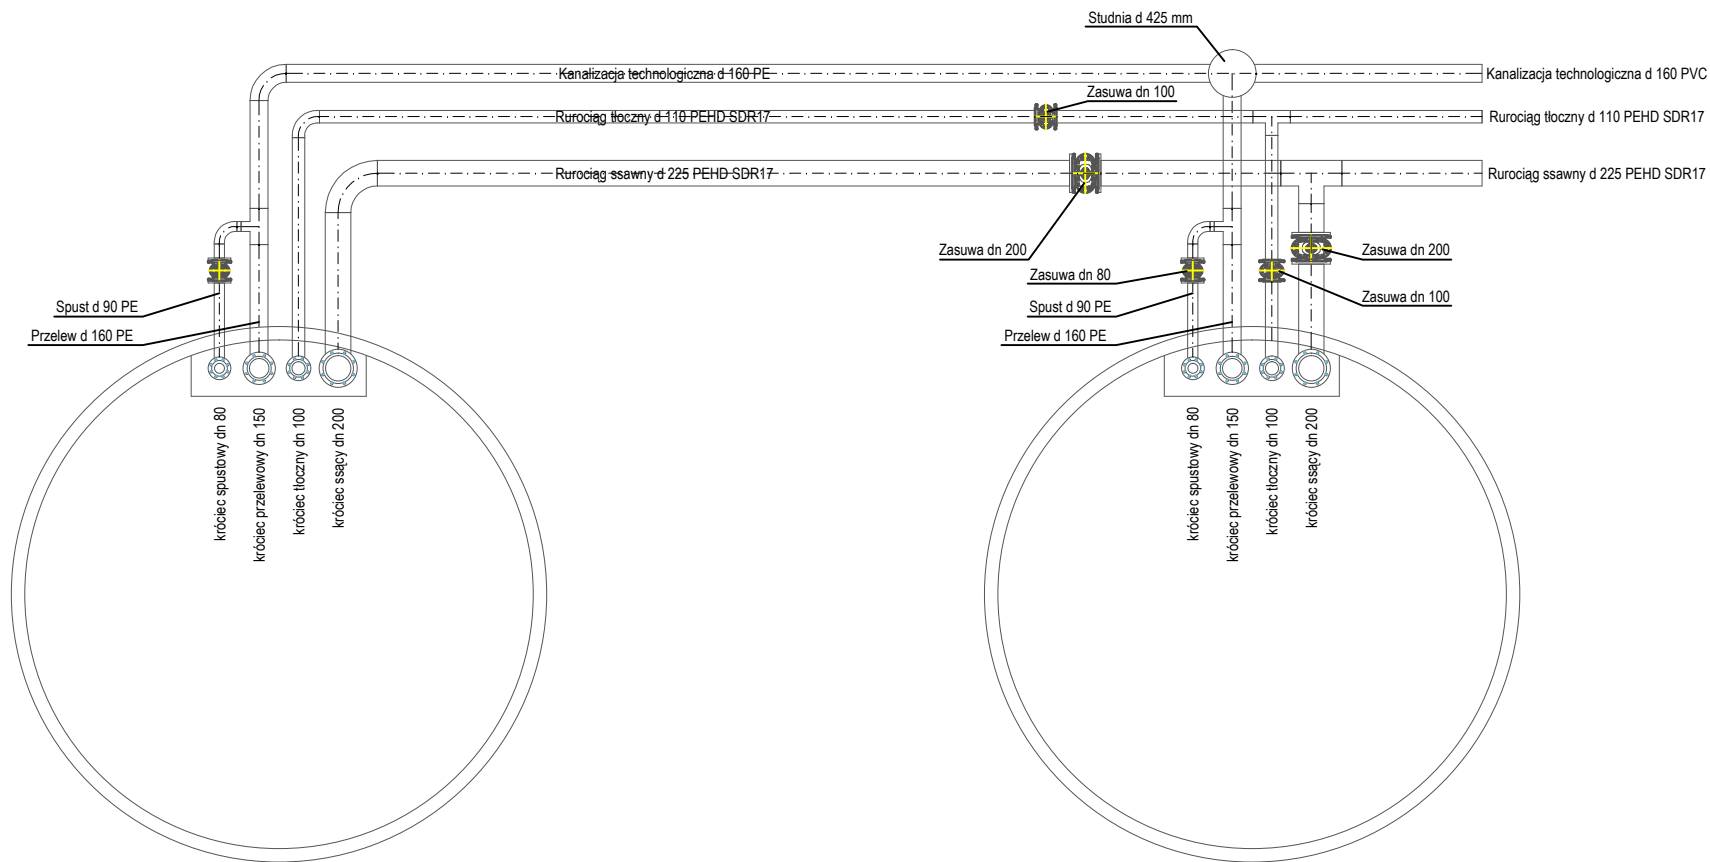 Studnia d 425 mm
Kanalizacja technologiczna d 160 PE
Kanalizacja technologiczna d 160 PVC
Zasuwa dn 100
Rurociąg tłoczny d 110 PEHD SDR17
Rurociąg tłoczny d 110 PEHD SDR17
Rurociąg ssawny d 225 PEHD SDR17
Rurociąg ssawny d 225 PEHD SDR17
Zasuwa dn 200
Zasuwa dn 200
Zasuwa dn 80
Zasuwa dn 100
Spust d 90 PE
Spust d 90 PE
Przelew d 160 PE
Przelew d 160 PE
króciec spustowy dn 80
króciec przelewowy dn 150
króciec tłoczny dn 100
króciec ssący dn 200
króciec spustowy dn 80
króciec przelewowy dn 150
króciec tłoczny dn 100
króciec ssący dn 200